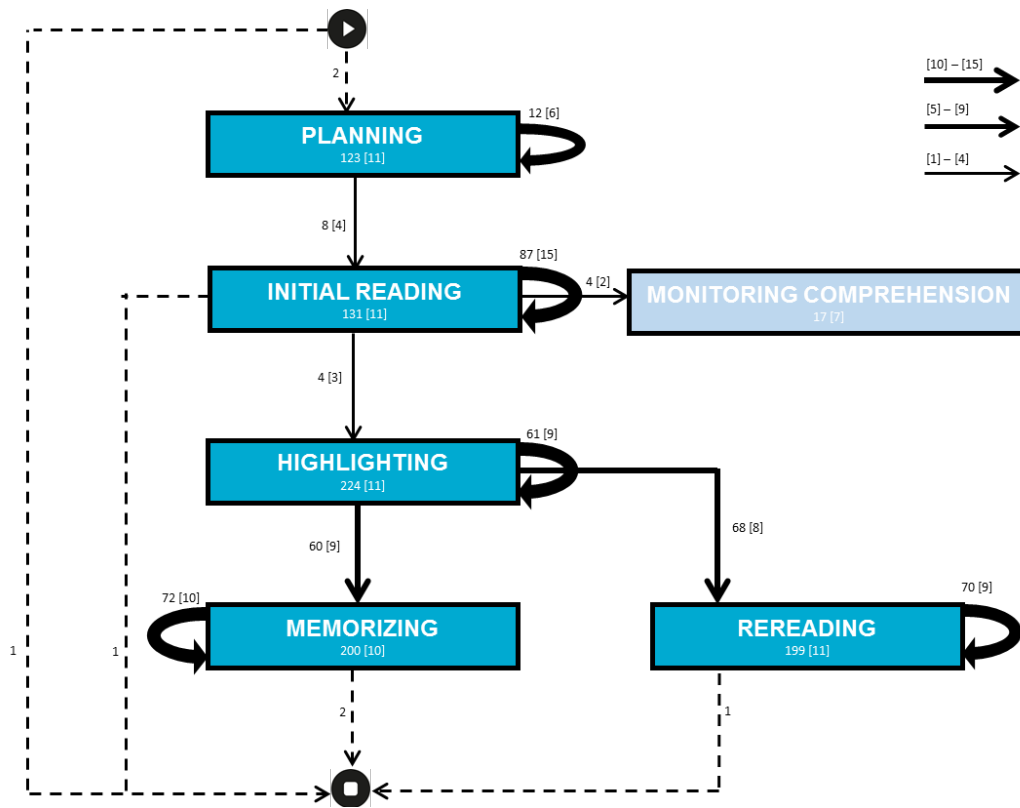 [10] – [15]
2
12 [6]
PLANNING
123 [11]
[5] – [9]
[1] – [4]
8 [4]
87 [15]
4 [2]
INITIAL READING
131 [11]
MONITORING COMPREHENSION
17 [7]
4 [3]
61 [9]
HIGHLIGHTING
224 [11]
60 [9]
68 [8]
72 [10]
70 [9]
MEMORIZING
200 [10]
REREADING
199 [11]
1
1
2
1